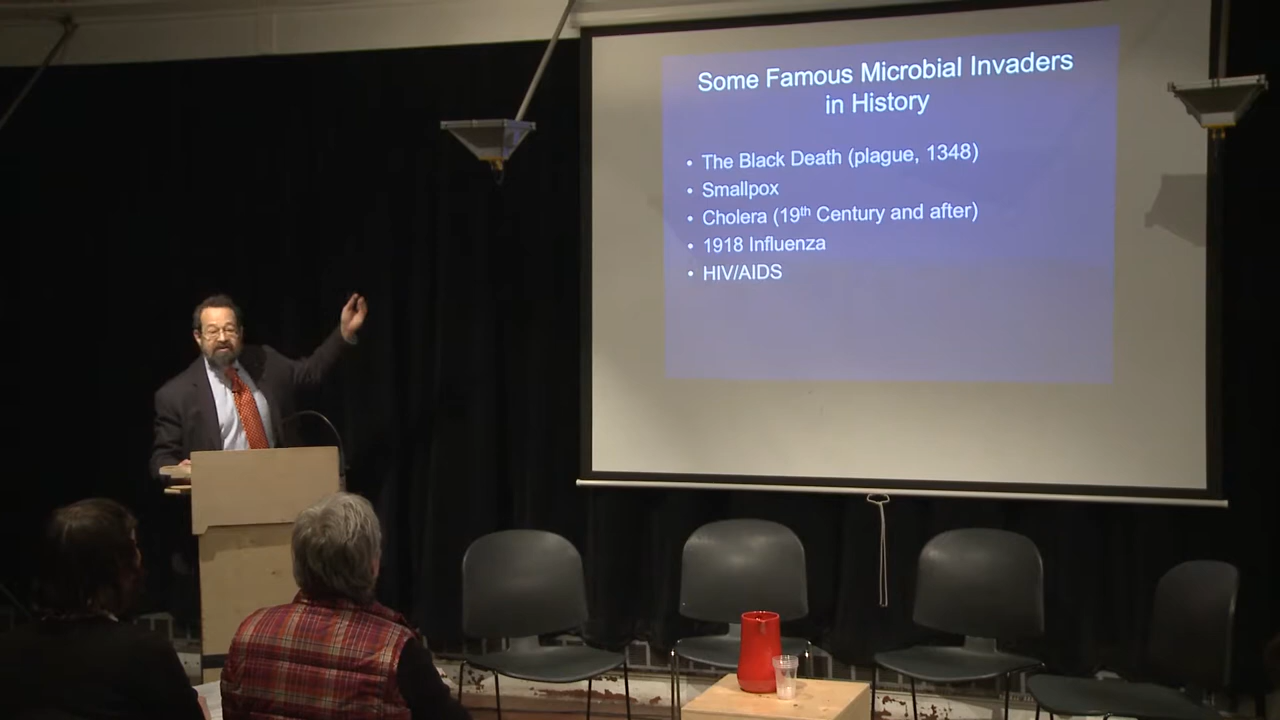 Some Famous Microbial Invaders
in History
• The Black Death (plague, 1348)
• Smallpox
• Cholera (19th Century and after)
• 1918 Influenza
• HIV/AIDS